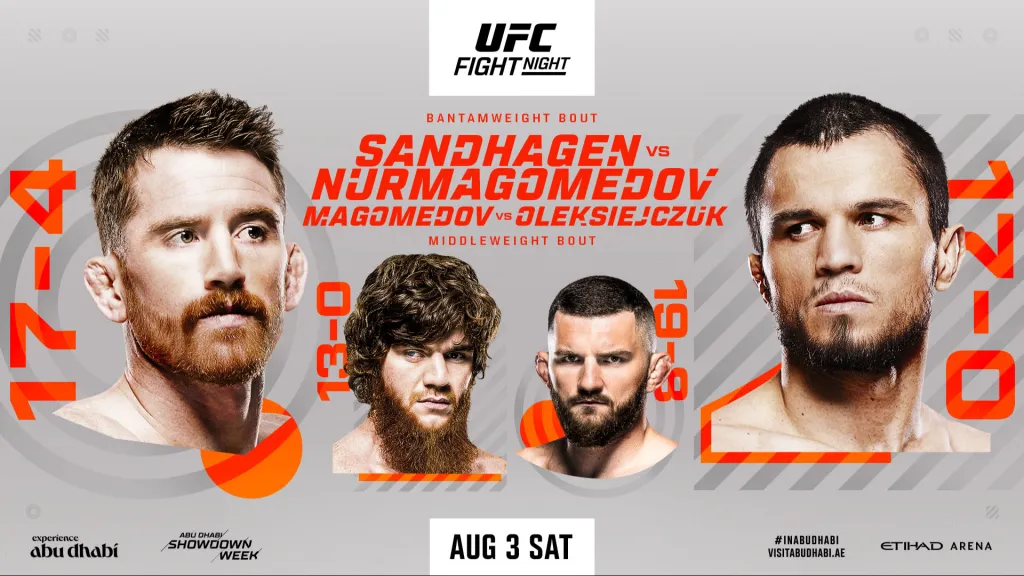 UFC
FIGHT NIGHT
BANTAMWEIGHT BOUT
SANDHAGEN VS
NURMAGOMEDOV
MAGOMEDOV VS OLEKSIEJCZUK
MIDDLEWEIGHT BOUT
17-4
13-0
19-8
17-0
experience
abu dhabi
ABU DHABI
SHOWDOWN
WEEK
AUG 3 SAT
#INABUDHABI
VISITABUDHABI.AE
ETIHAD ARENA